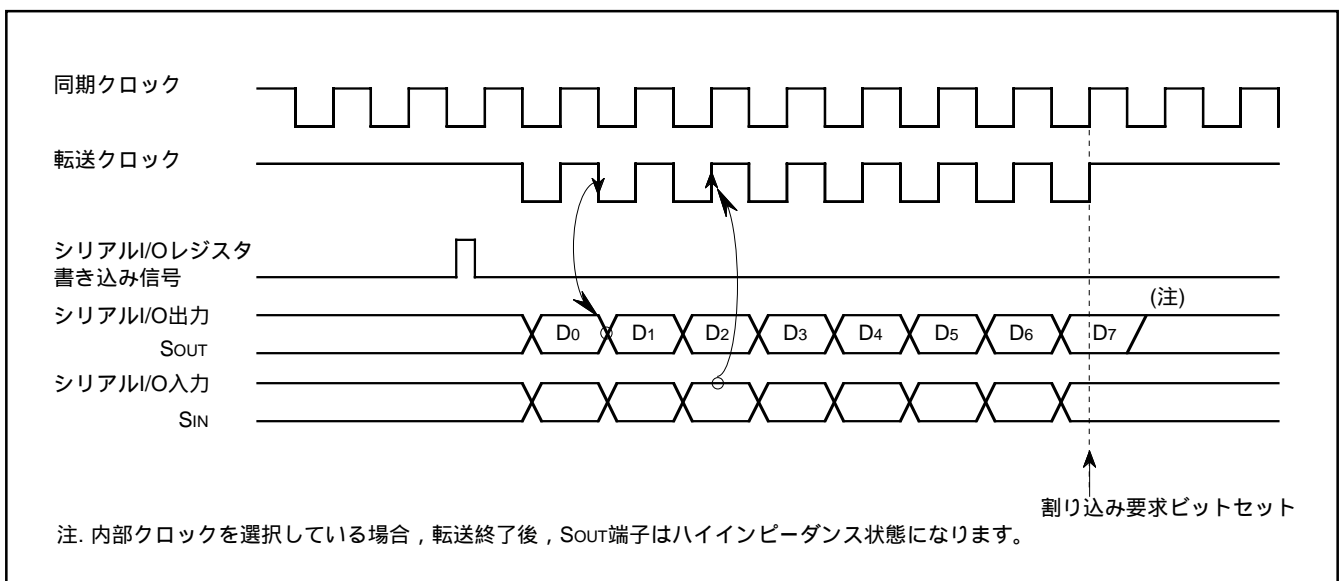 同期クロック
転送クロック
シリアルI/Oレジスタ
書き込み信号
(注)
シリアルI/O出力
SOUT
D0 D1 D2 D3 D4 D5 D6 D7
シリアルI/O入力
SIN
割り込み要求ビットセット
注. 内部クロックを選択している場合 , 転送終了後 , SOUT端子はハイインピーダンス状態になります。